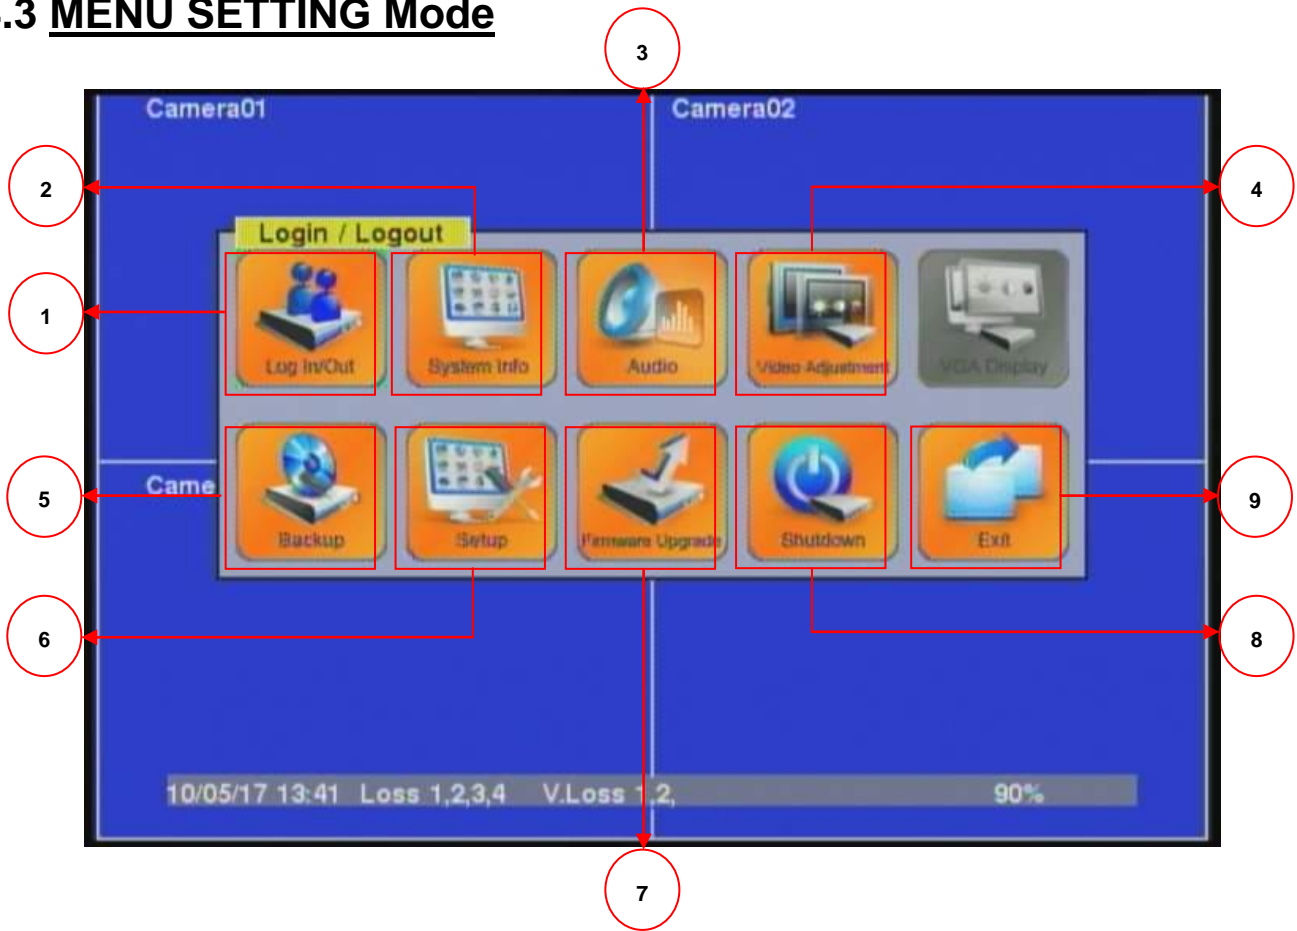 .3 MENU SETTING Mode
3
Camera01
Camera02
2
4
Login / Logout
1
Log In/Out
System Info
Audio
Video Adjustment
VGA Display
5
Came
9
Backup
Setup
Firmware Upgrade
Shutdown
Exit
6
8
10/05/17 13:41 Loss 1,2,3,4 V.Loss 1,2, 90%
7